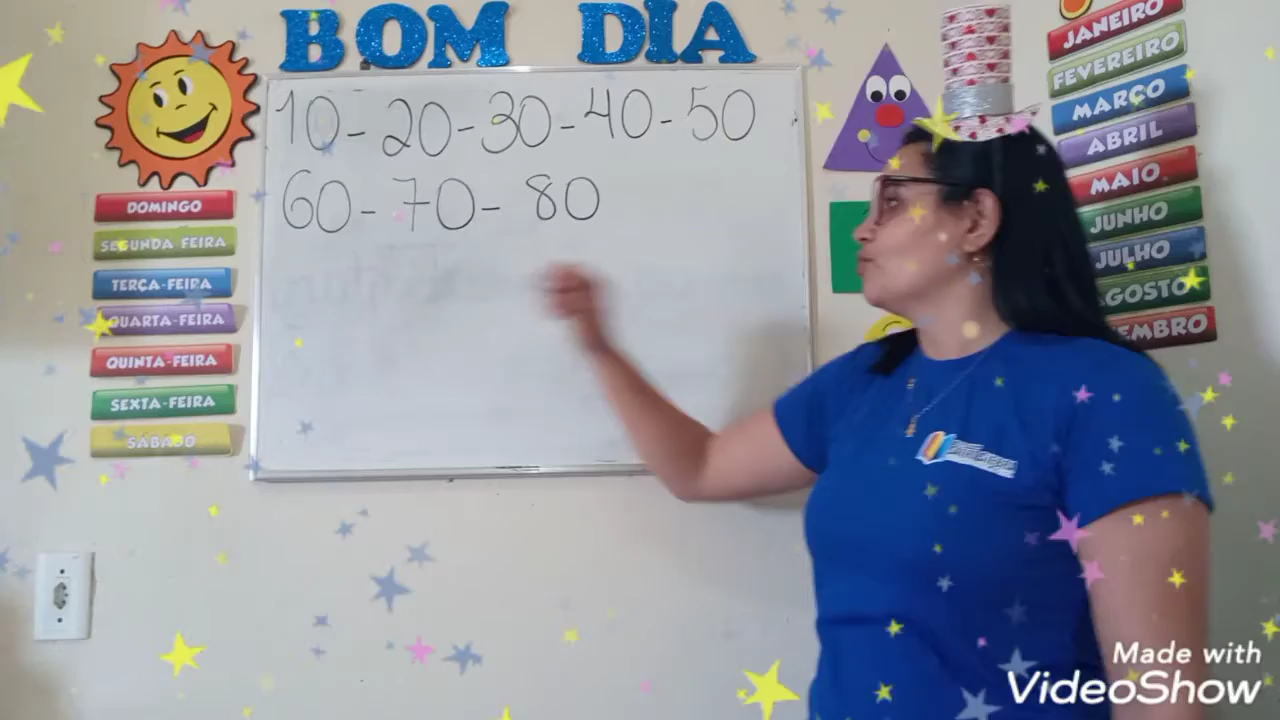 BOM DIA
10 - 20 - 30 - 40 - 50
60 - 70 - 80
DOMINGO
SEGUNDA FEIRA
TERÇA-FEIRA
QUARTA-FEIRA
QUINTA-FEIRA
SEXTA-FEIRA
SÁBADO
JANEIRO
FEVEREIRO
MARÇO
ABRIL
MAIO
JUNHO
JULHO
AGOSTO
EMBRO
Made with
VideoShow